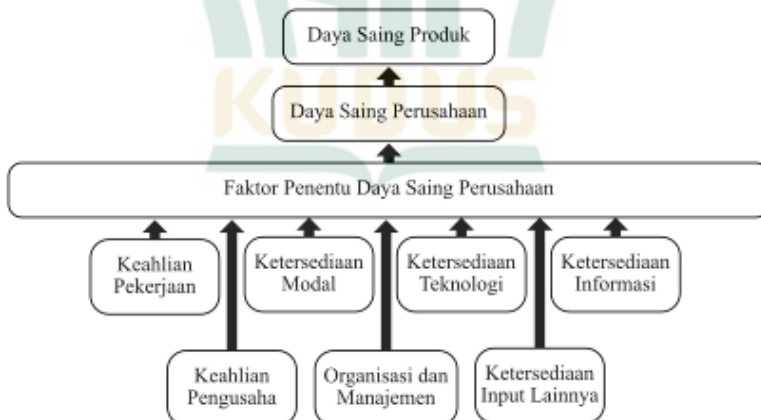 Daya Saing Produk
KUDUS
Daya Saing Perusahaan
Faktor Penentu Daya Saing Perusahaan
Keahlian
Pekerjaan
Ketersediaan
Modal
Ketersediaan
Teknologi
Ketersediaan
Informasi
Keahlian
Pengusaha
Organisasi dan
Manajemen
Ketersediaan
Input Lainnya